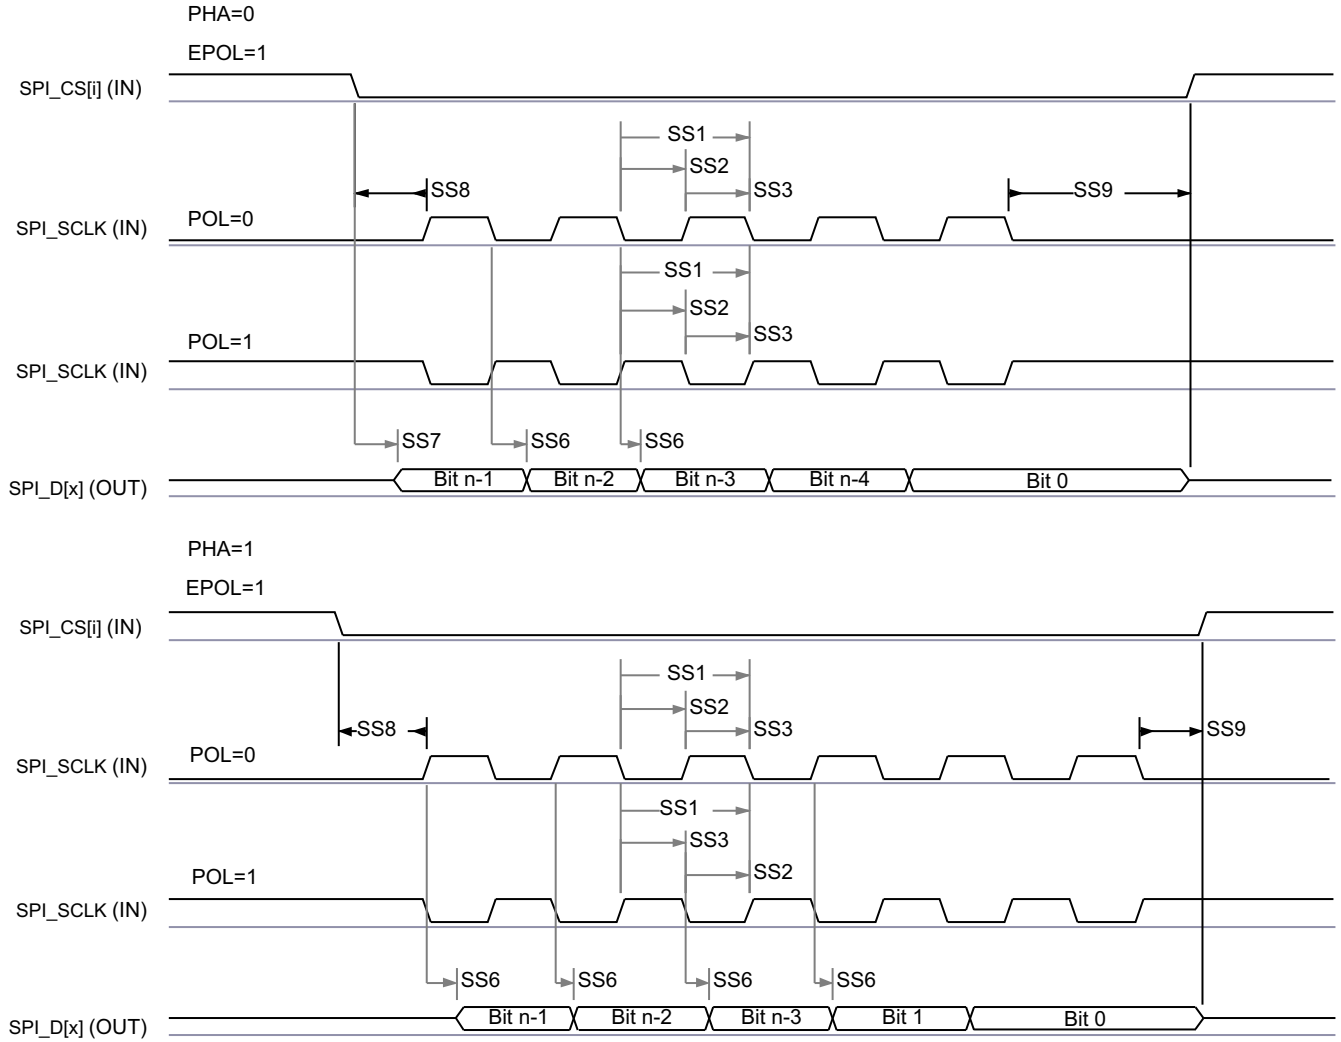 PHA=0
EPOL=1
SPI_CS[i] (IN)
SS1
SS2
SS8
SS3
SS9
POL=0
SPI_SCLK (IN)
SS1
SS2
SS3
POL=1
SPI_SCLK (IN)
SS7
SS6
SS6
SPI_D[x] (OUT)
Bit n-1
Bit n-2
Bit n-3
Bit n-4
Bit 0
PHA=1
EPOL=1
SPI_CS[i] (IN)
SS1
SS2
SS8
SS3
SS9
POL=0
SPI_SCLK (IN)
SS1
SS3
SS2
POL=1
SPI_SCLK (IN)
SS6
SS6
SS6
SS6
SPI_D[x] (OUT)
Bit n-1
Bit n-2
Bit n-3
Bit 1
Bit 0